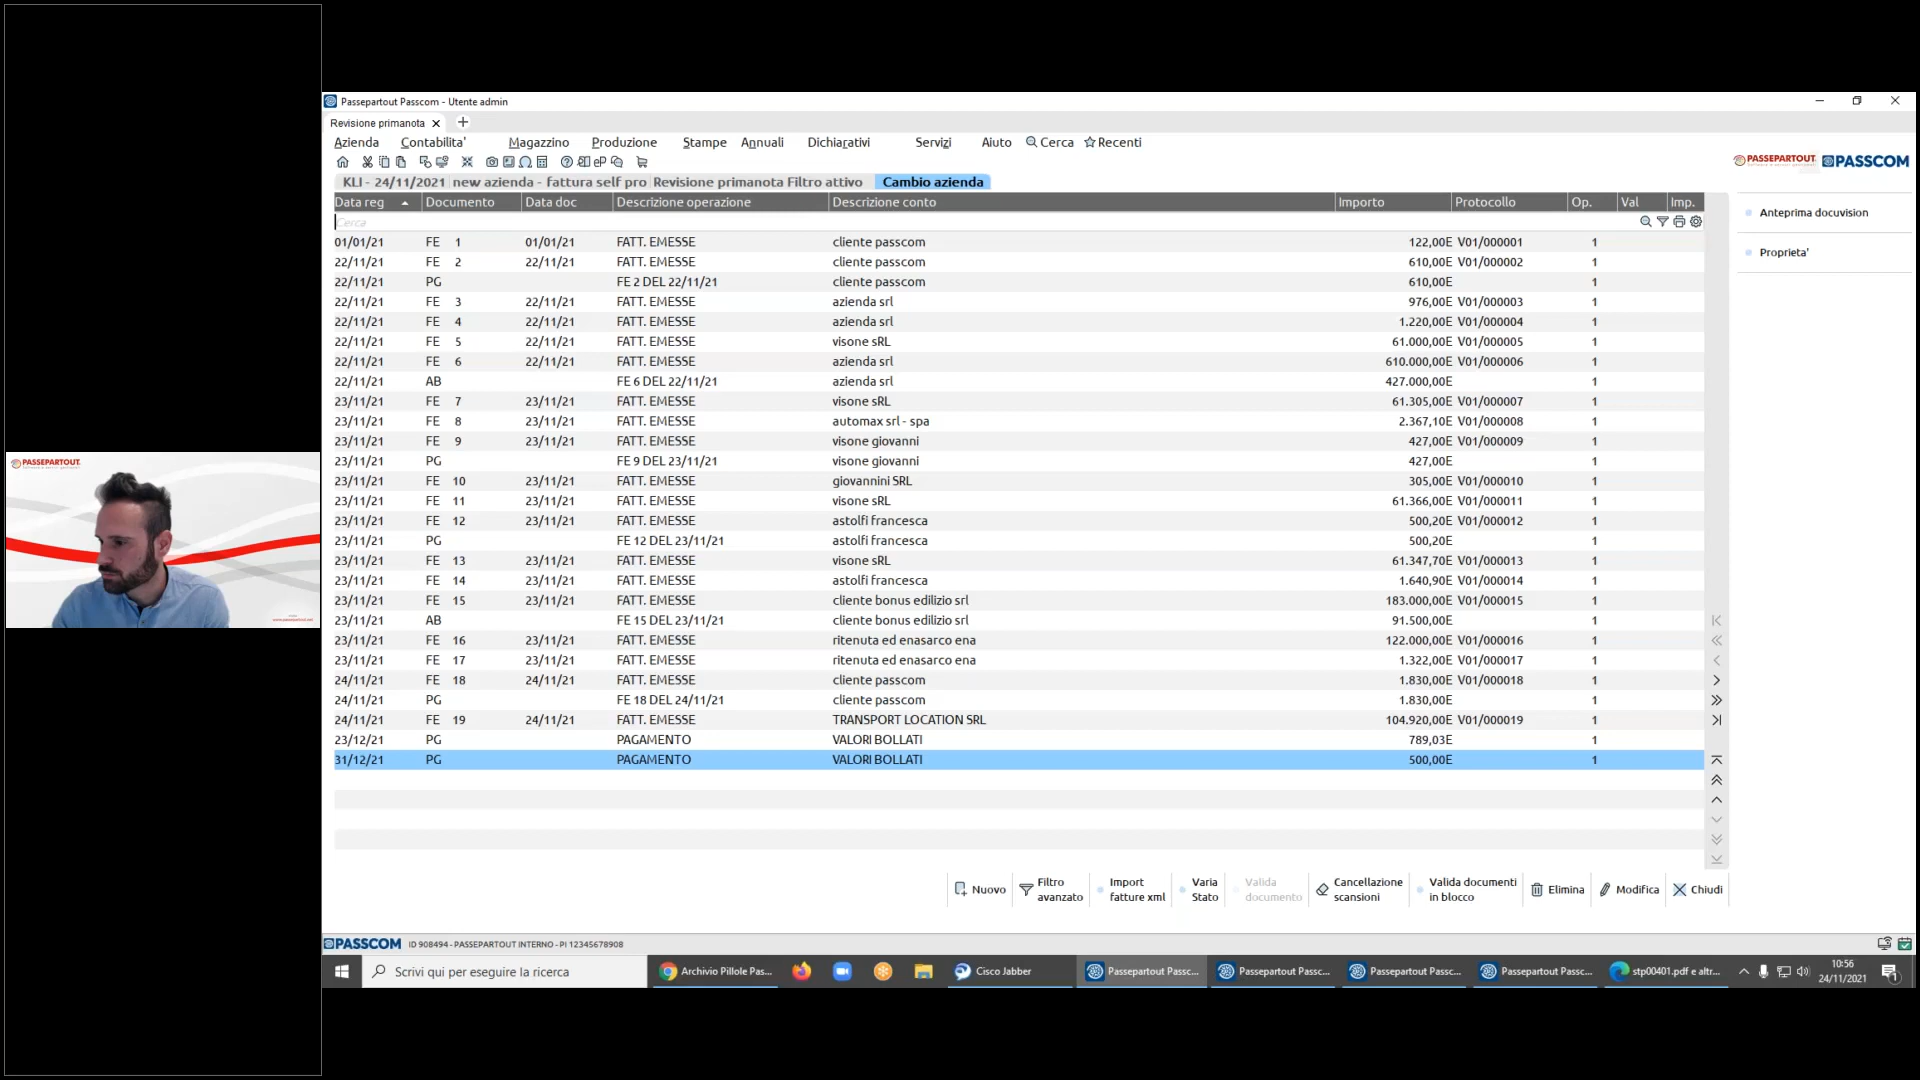 Passepartout Passcom - Utente admin
Revisione primanota
Azienda Contabilita' Magazzino Produzione Stampe Annuali Dichiarativi Servizi Aiuto Cerca Recenti
KLI - 24/11/2021 new azienda - fattura self pro Revisione primanota Filtro attivo Cambio azienda
PASSEPARTOUT PASSCOM
Data reg Documento Data doc Descrizione operazione Descrizione conto Importo Protocollo Op. Val Imp.
Cerca
01/01/21 FE 1 01/01/21 FATT. EMESSE cliente passcom 122,00E V01/000001 1
22/11/21 FE 2 22/11/21 FATT. EMESSE cliente passcom 610,00E V01/000002 1
22/11/21 PG FE 2 DEL 22/11/21 cliente passcom 610,00E 1
22/11/21 FE 3 22/11/21 FATT. EMESSE azienda srl 976,00E V01/000003 1
22/11/21 FE 4 22/11/21 FATT. EMESSE azienda srl 1.220,00E V01/000004 1
22/11/21 FE 5 22/11/21 FATT. EMESSE visone sRL 61.000,00E V01/000005 1
22/11/21 FE 6 22/11/21 FATT. EMESSE azienda srl 610.000,00E V01/000006 1
22/11/21 AB FE 6 DEL 22/11/21 azienda srl 427.000,00E 1
23/11/21 FE 7 23/11/21 FATT. EMESSE visone sRL 61.305,00E V01/000007 1
23/11/21 FE 8 23/11/21 FATT. EMESSE automax srl - spa 2.367,10E V01/000008 1
23/11/21 FE 9 23/11/21 FATT. EMESSE visone giovanni 427,00E V01/000009 1
23/11/21 PG FE 9 DEL 23/11/21 visone giovanni 427,00E 1
23/11/21 FE 10 23/11/21 FATT. EMESSE giovannini SRL 305,00E V01/000010 1
23/11/21 FE 11 23/11/21 FATT. EMESSE visone sRL 61.366,00E V01/000011 1
23/11/21 FE 12 23/11/21 FATT. EMESSE astolfi francesca 500,20E V01/000012 1
23/11/21 PG FE 12 DEL 23/11/21 astolfi francesca 500,20E 1
23/11/21 FE 13 23/11/21 FATT. EMESSE visone sRL 61.347,70E V01/000013 1
23/11/21 FE 14 23/11/21 FATT. EMESSE astolfi francesca 1.640,90E V01/000014 1
23/11/21 FE 15 23/11/21 FATT. EMESSE cliente bonus edilizio srl 183.000,00E V01/000015 1
23/11/21 AB FE 15 DEL 23/11/21 cliente bonus edilizio srl 91.500,00E 1
23/11/21 FE 16 23/11/21 FATT. EMESSE ritenuta ed enasarco ena 122.000,00E V01/000016 1
23/11/21 FE 17 23/11/21 FATT. EMESSE ritenuta ed enasarco ena 1.322,00E V01/000017 1
24/11/21 FE 18 24/11/21 FATT. EMESSE cliente passcom 1.830,00E V01/000018 1
24/11/21 PG FE 18 DEL 24/11/21 cliente passcom 1.830,00E 1
24/11/21 FE 19 24/11/21 FATT. EMESSE TRANSPORT LOCATION SRL 104.920,00E V01/000019 1
23/12/21 PG PAGAMENTO VALORI BOLLATI 789,03E 1
31/12/21 PG PAGAMENTO VALORI BOLLATI 500,00E 1
Anteprima docuvision
Proprieta'
PASSEPARTOUT
Nuovo
Filtro avanzato
Import fatture xml
Varia Stato
Valida documento
Cancellazione scansioni
Valida documenti in blocco
Elimina
Modifica
Chiudi
PASSCOM ID 908494 - PASSEPARTOUT INTERNO - PI 12345678908
Scrivi qui per eseguire la ricerca
Archivio Pillole Pas...
Cisco Jabber
Passepartout Passc...
Passepartout Passc...
Passepartout Passc...
Passepartout Passc...
stp00401.pdf e altr...
10:56
24/11/2021
1